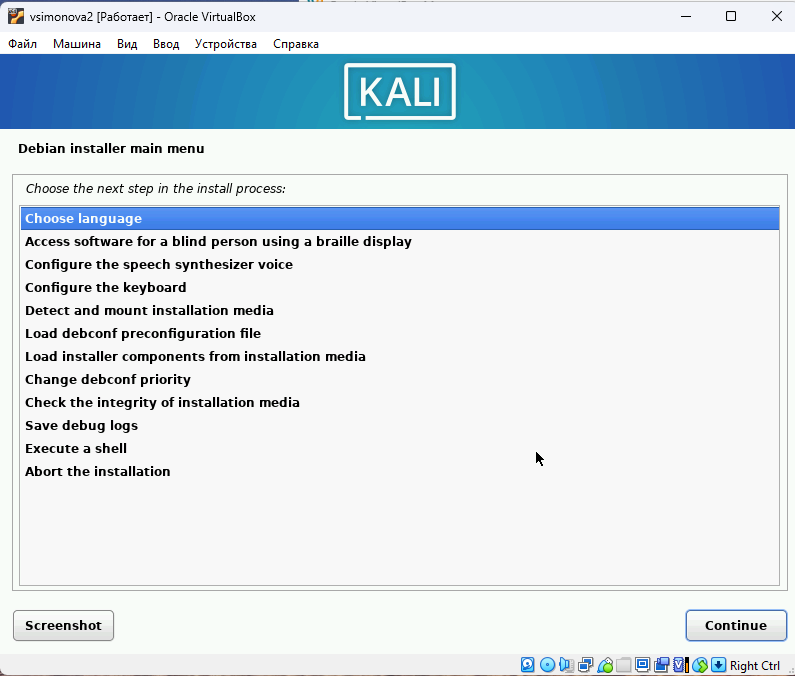 vsimonova2 [Работает] - Oracle VirtualBox
Файл Машина Вид Ввод Устройства Справка
KALI
Debian installer main menu
Choose the next step in the install process:
Choose language
Access software for a blind person using a braille display
Configure the speech synthesizer voice
Configure the keyboard
Detect and mount installation media
Load debconf preconfiguration file
Load installer components from installation media
Change debconf priority
Check the integrity of installation media
Save debug logs
Execute a shell
Abort the installation
Screenshot Continue
Right Ctrl